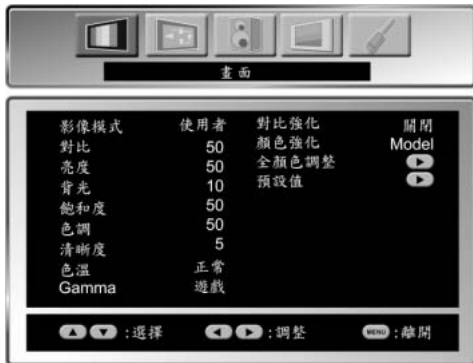 畫面
影像模式 使用者
對比 50
亮度 50
背光 10
飽和度 50
色調 50
清晰度 5
色溫 正常
Gamma 遊戲
對比強化 關閉
顏色強化 Model
全顏色調整
預設值
:選擇 :調整 MENU :離開